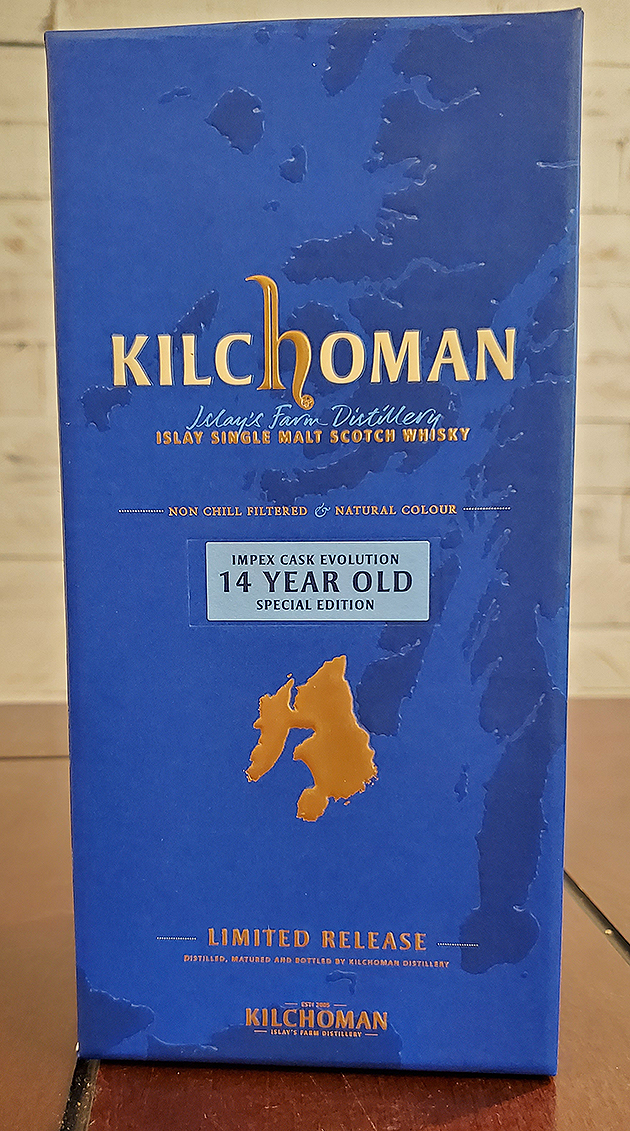 KILChOMAN
Islay's Farm Distillery
ISLAY SINGLE MALT SCOTCH WHISKY
NON CHILL FILTERED & NATURAL COLOUR
IMPEX CASK EVOLUTION
14 YEAR OLD
SPECIAL EDITION
LIMITED RELEASE
DISTILLED, MATURED AND BOTTLED BY KILCHOMAN DISTILLERY
ESTD 2005
KILCHOMAN
ISLAY'S FARM DISTILLERY